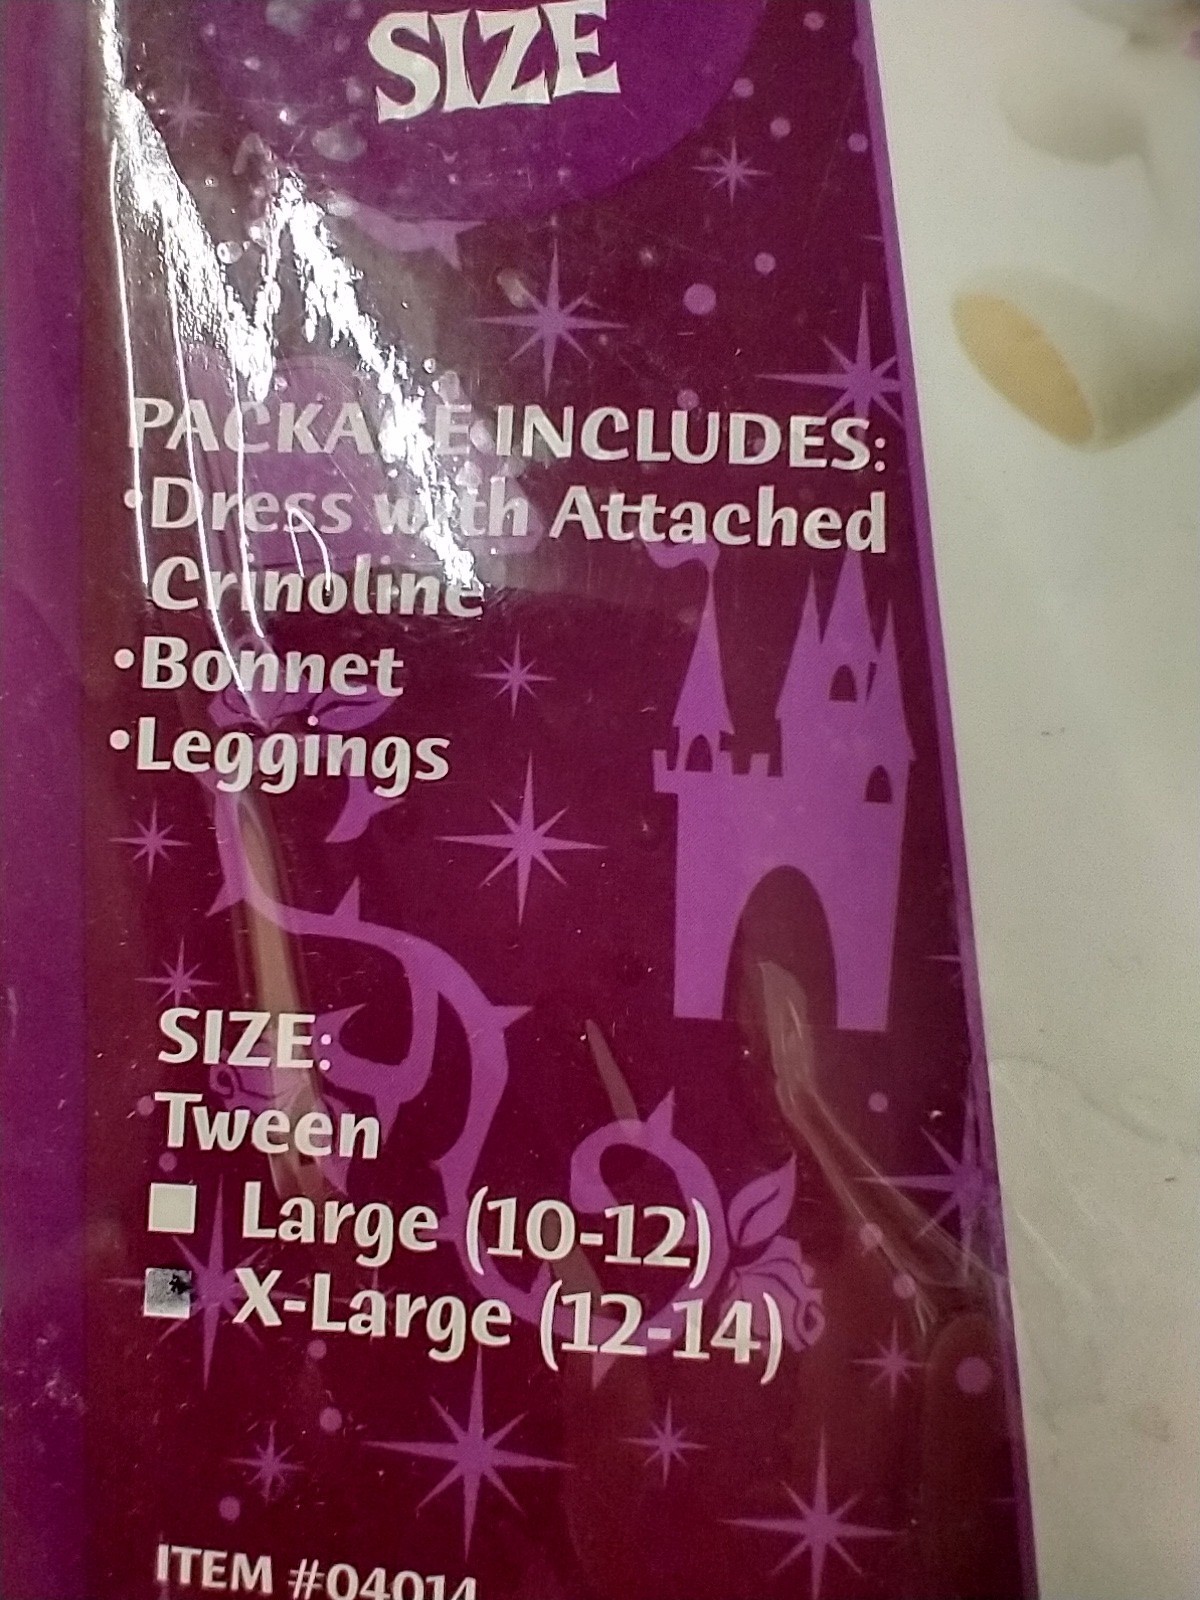 SIZE
PACKAGE INCLUDES:
•Dress with Attached
Crinoline
•Bonnet
•Leggings
SIZE:
Tween
Large (10-12)
X-Large (12-14)
ITEM #04014